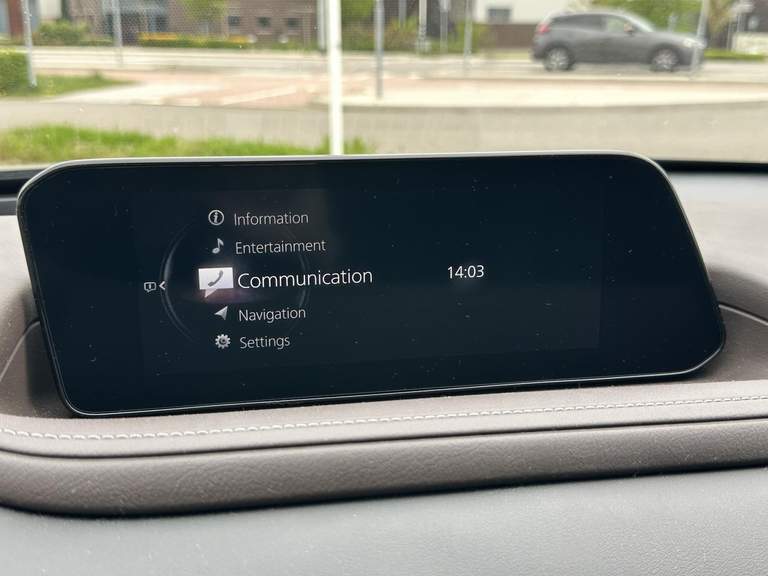 Information
Entertainment
Communication 14:03
Navigation
Settings